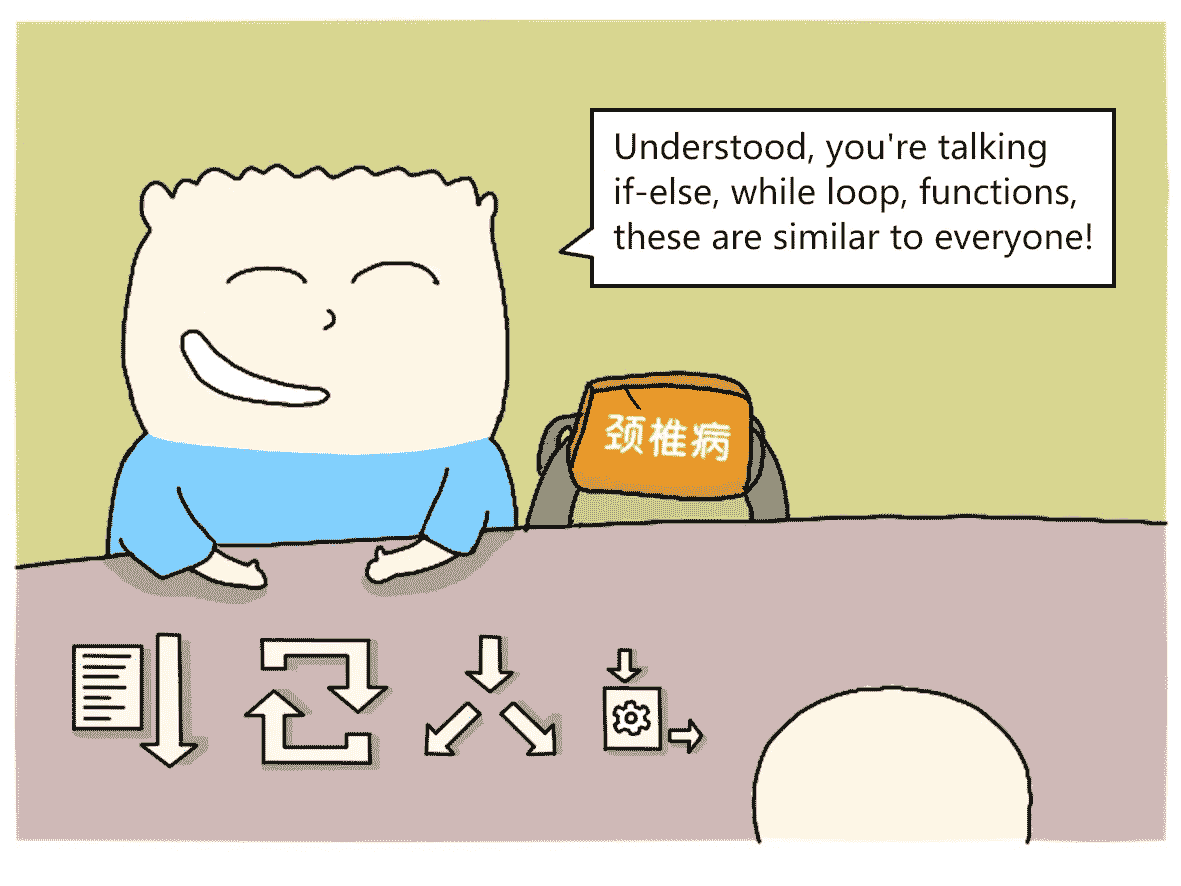 Understood, you're talking
if-else, while loop, functions,
these are similar to everyone!
颈椎病